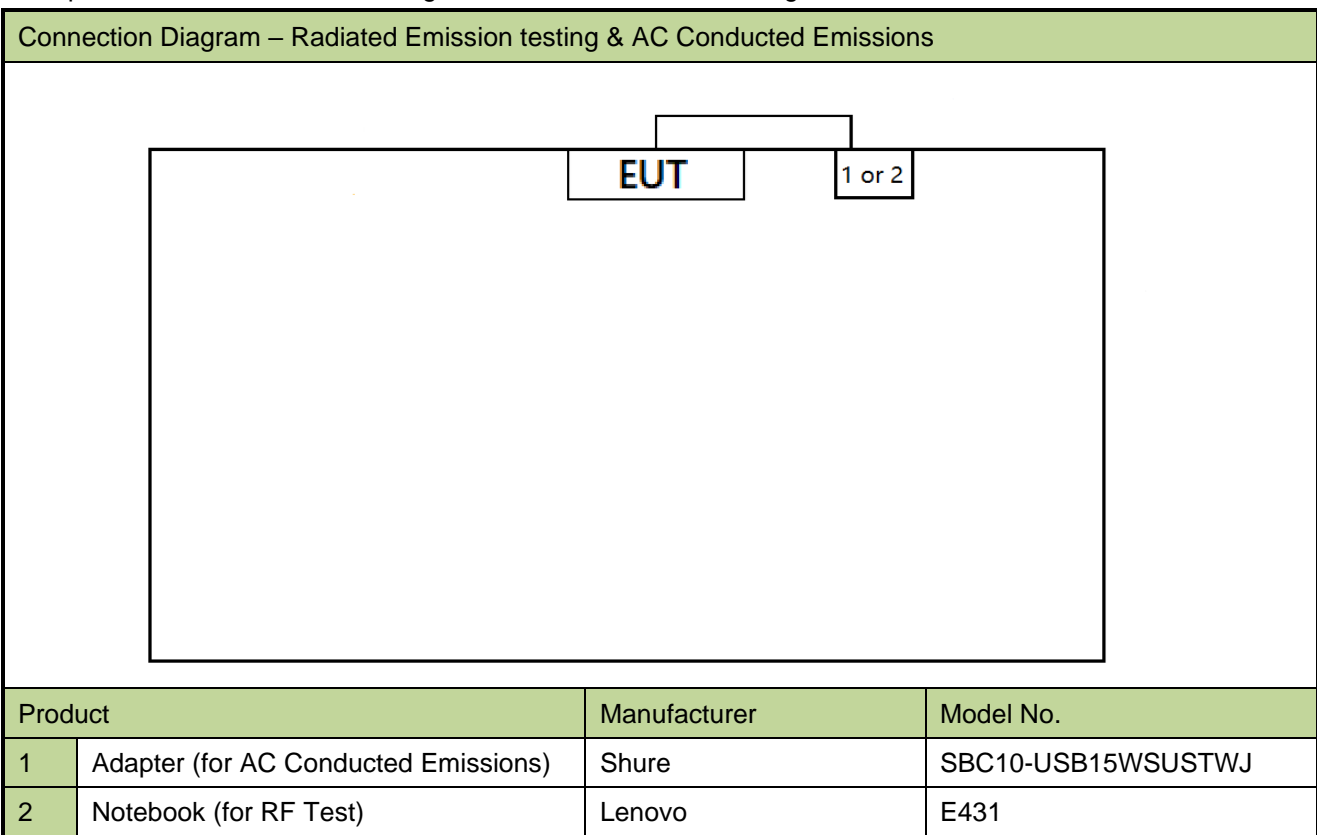 Connection Diagram – Radiated Emission testing & AC Conducted Emissions
EUT
1 or 2
Product Manufacturer Model No.
1 Adapter (for AC Conducted Emissions) Shure SBC10-USB15WSUSTWJ
2 Notebook (for RF Test) Lenovo E431